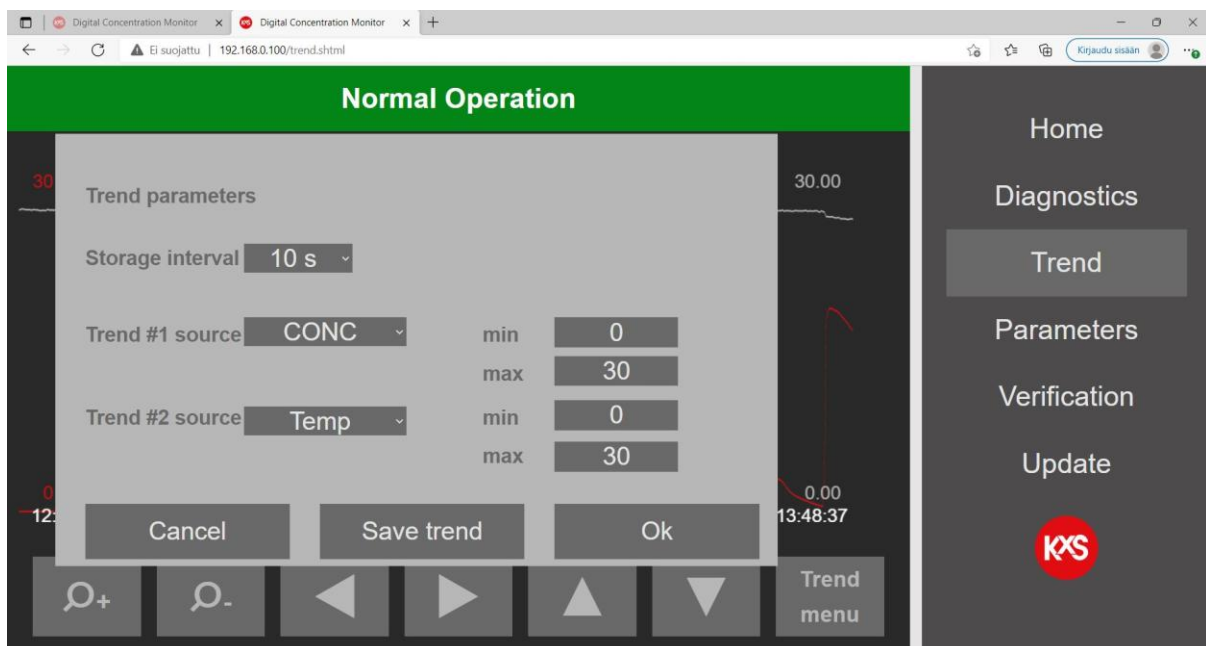 Digital Concentration Monitor
Digital Concentration Monitor
Ei suojattu | 192.168.0.100/trend.shtml
Kirjaudu sisään
Normal Operation
Home
Diagnostics
Trend
Parameters
Verification
Update
KXS
30
30.00
Trend parameters
Storage interval 10 s
Trend #1 source CONC min 0
max 30
Trend #2 source Temp min 0
max 30
0
0.00
12:
13:48:37
Cancel Save trend Ok
Trend
menu